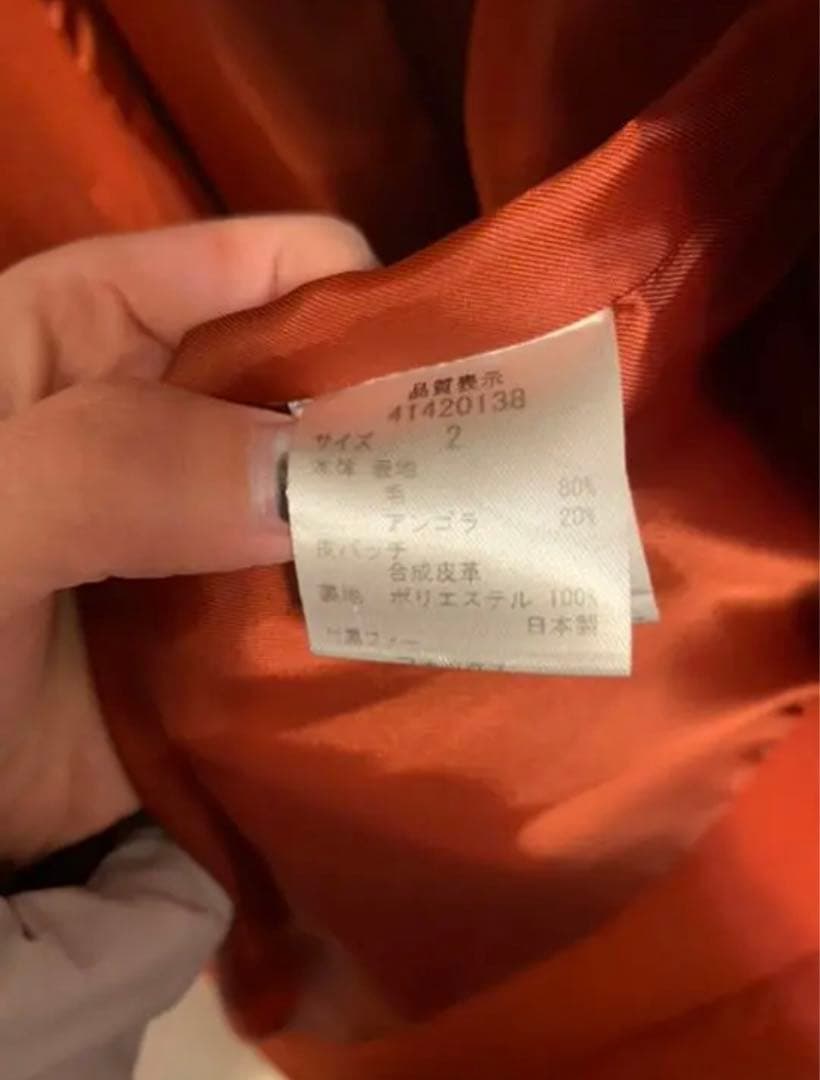 品質表示
41420138
サイズ 2
本体 表地
毛 80%
アンゴラ 20%
皮パッチ
合成皮革
裏地 ポリエステル 100%
日本製